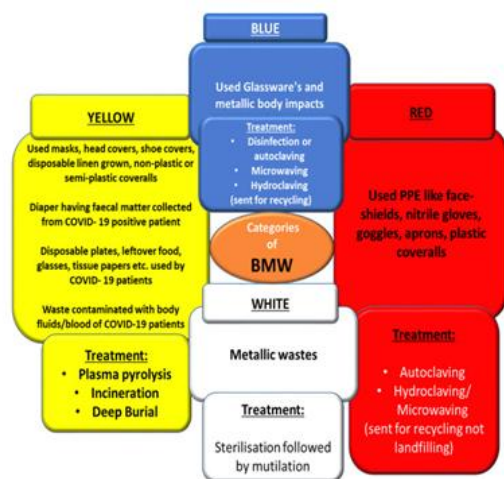 BLUE
Used Glassware's and
metallic body impacts
Treatment:
• Disinfection or
autoclaving
• Microwaving
• Hydroclaving
(sent for recycling)
YELLOW
Used masks, head covers, shoe covers,
disposable linen grown, non-plastic or
semi-plastic coveralls
Diaper having faecal matter collected
from COVID- 19 positive patient
Disposable plates, leftover food,
glasses, tissue papers etc. used by
COVID- 19 patients
Waste contaminated with body
fluids/blood of COVID-19 patients
Treatment:
• Plasma pyrolysis
• Incineration
• Deep Burial
Categories
of
BMW
WHITE
Metallic wastes
Treatment:
Sterilisation followed
by mutilation
RED
Used PPE like face-
shields, nitrile gloves,
goggles, aprons, plastic
coveralls
Treatment:
• Autoclaving
• Hydroclaving/
Microwaving
(sent for recycling not
landfilling)